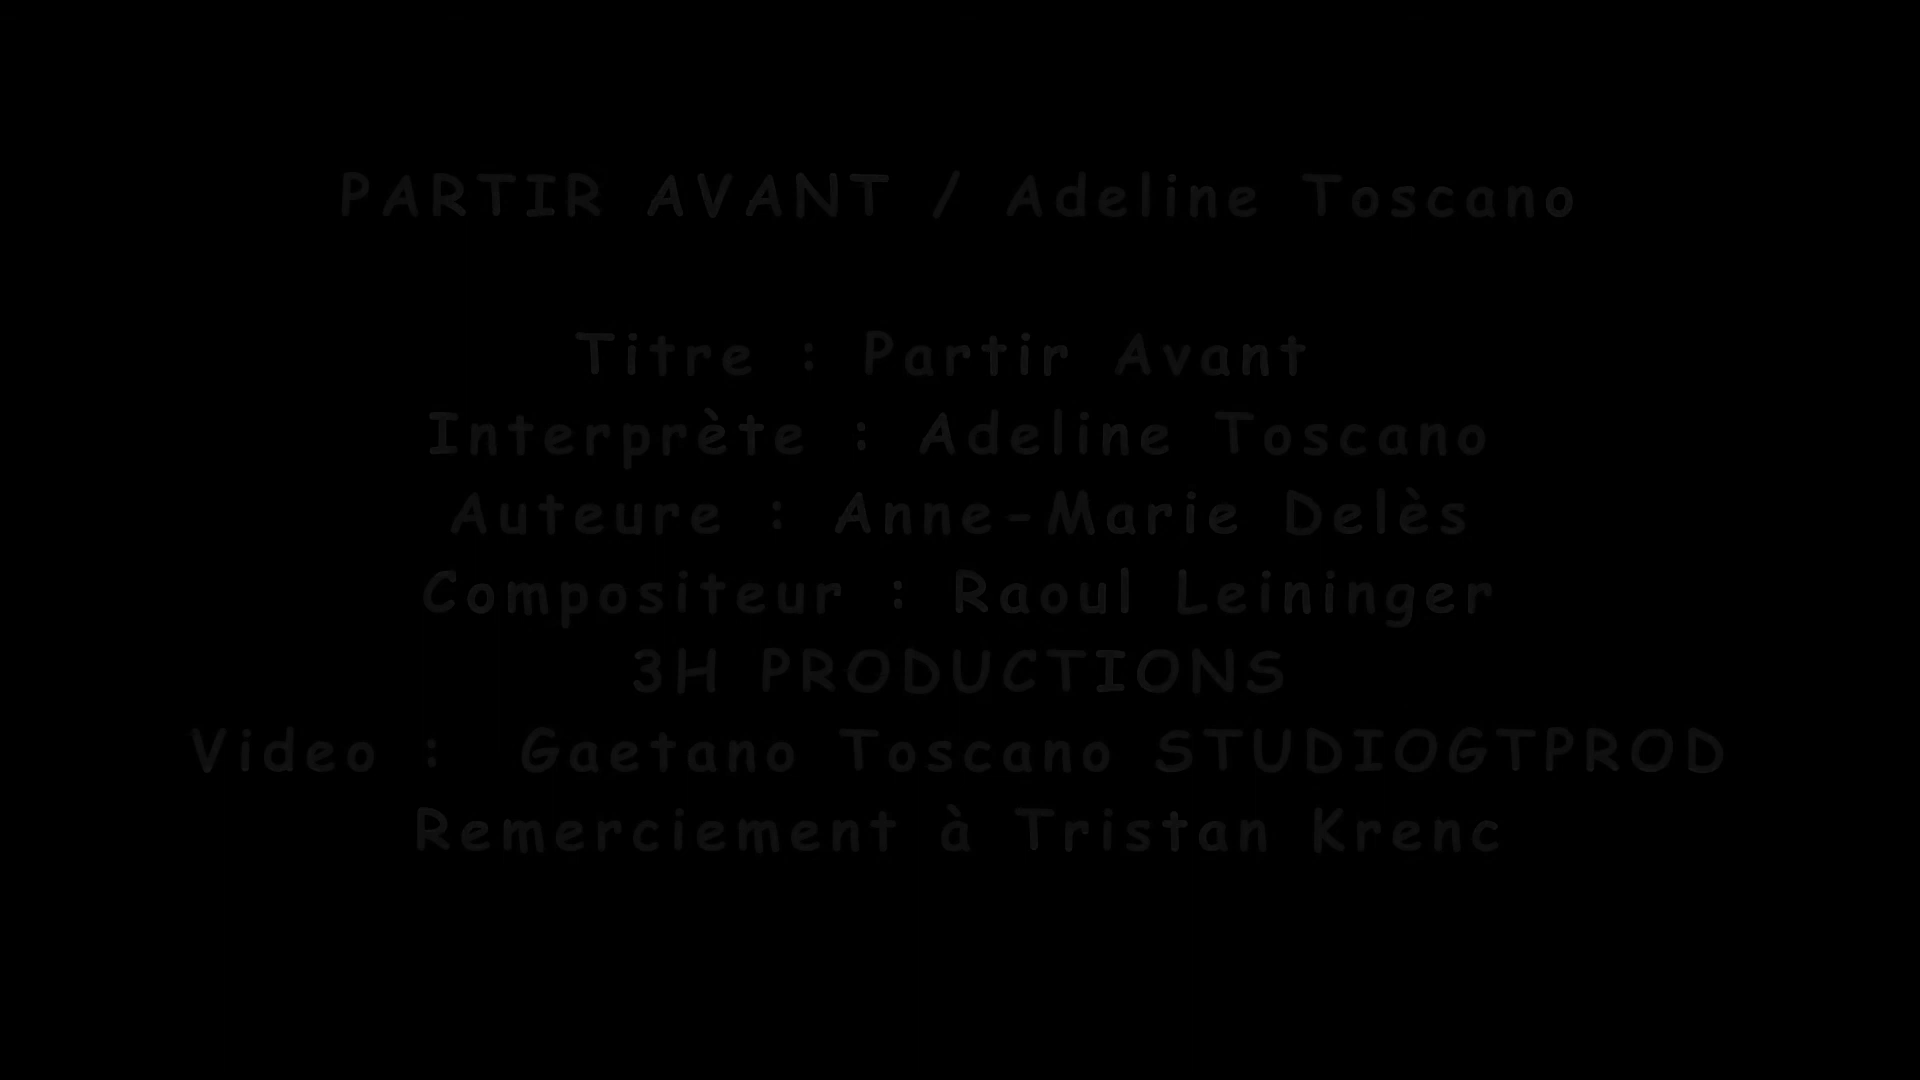 PARTIR AVANT / Adeline Toscano
Titre : Partir Avant
Interprète : Adeline Toscano
Auteure : Anne-Marie Delès
Compositeur : Raoul Leininger
3H PRODUCTIONS
Video :  Gaetano Toscano STUDIOGTPROD
Remerciement à Tristan Krenc